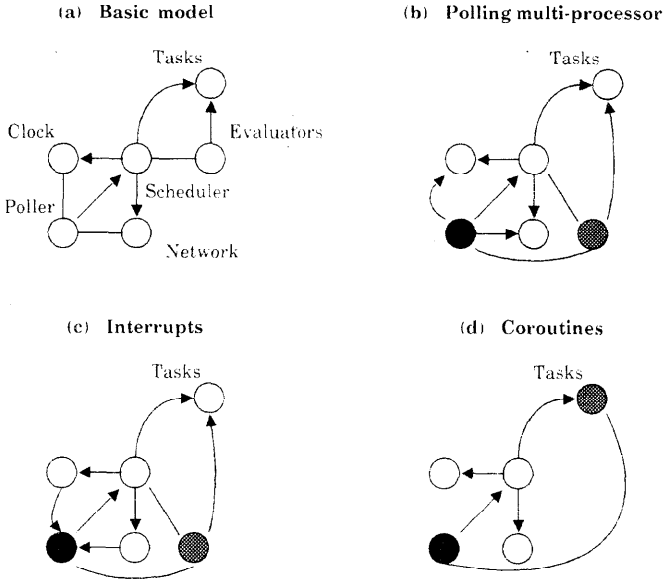 (a) Basic model
(b) Polling multi-processor
Tasks
Tasks
Clock
Evaluators
Scheduler
Poller
Network
(c) Interrupts
(d) Coroutines
Tasks
Tasks